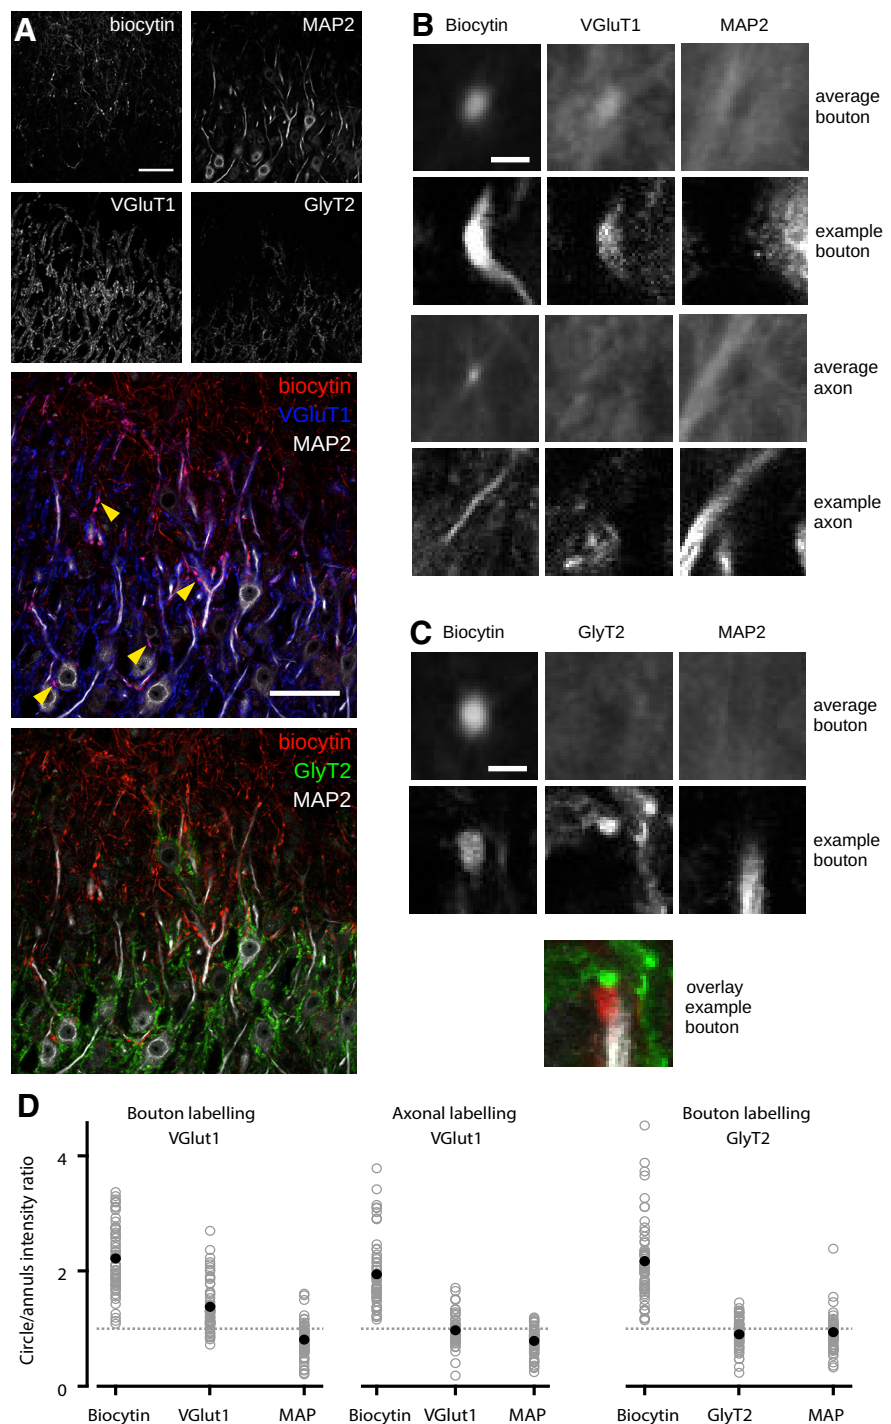 A
biocytin
MAP2
VGluT1
GlyT2
biocytin
VGluT1
MAP2
biocytin
GlyT2
MAP2
B
Biocytin
VGluT1
MAP2
average
bouton
example
bouton
average
axon
example
axon
C
Biocytin
GlyT2
MAP2
average
bouton
example
bouton
overlay
example
bouton
D
Bouton labelling
VGlut1
Axonal labelling
VGlut1
Bouton labelling
GlyT2
Circle/annuls intensity ratio
4
2
0
Biocytin VGlut1 MAP
Biocytin VGlut1 MAP
Biocytin GlyT2 MAP